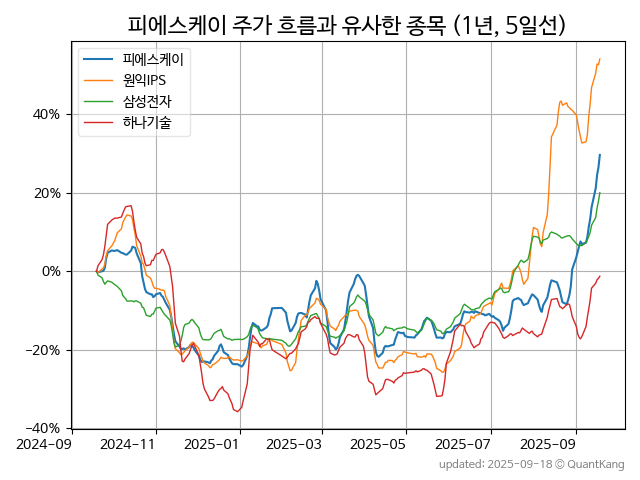 피에스케이 주가 흐름과 유사한 종목 (1년, 5일선)
피에스케이
원익IPS
삼성전자
하나기술
40%
20%
0%
−20%
−40%
2024-09
2024-11
2025-01
2025-03
2025-05
2025-07
2025-09
updated: 2025-09-18 © QuantKang